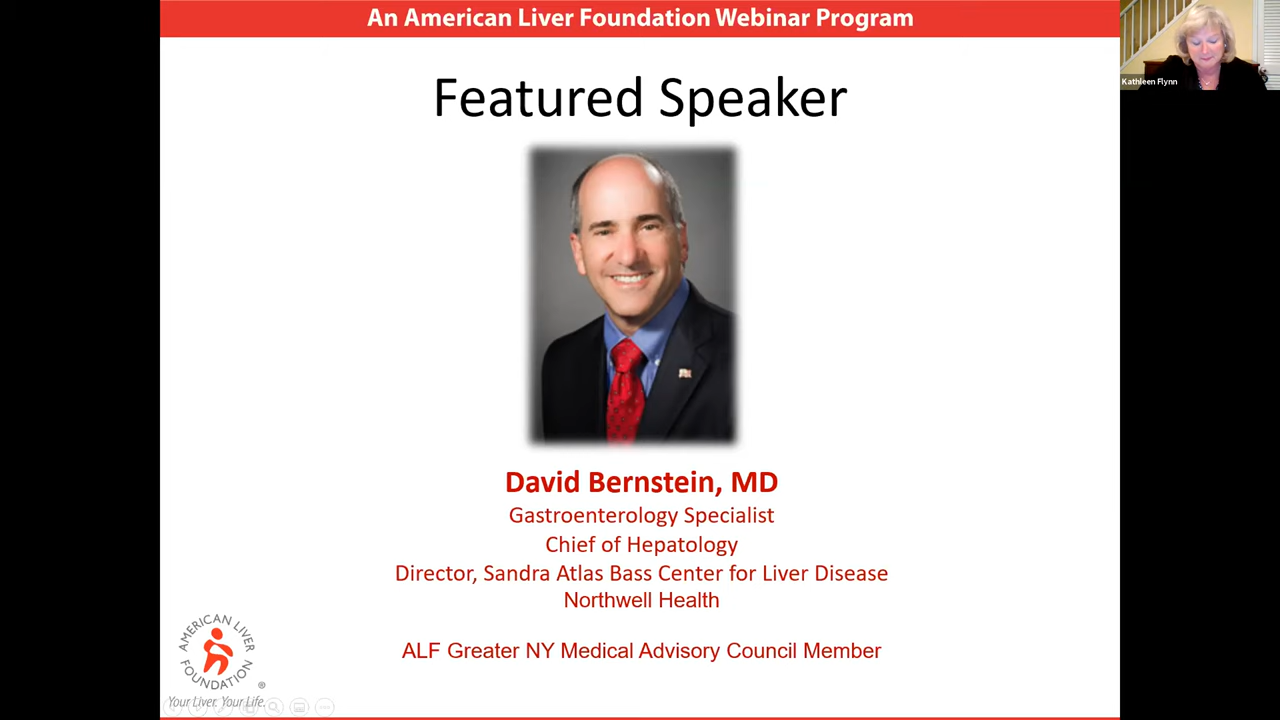 An American Liver Foundation Webinar Program
Kathleen Flynn
Featured Speaker
David Bernstein, MD
Gastroenterology Specialist
Chief of Hepatology
Director, Sandra Atlas Bass Center for Liver Disease
Northwell Health
ALF Greater NY Medical Advisory Council Member
AMERICAN LIVER
FOUNDATION
®
Your Liver. Your Life.